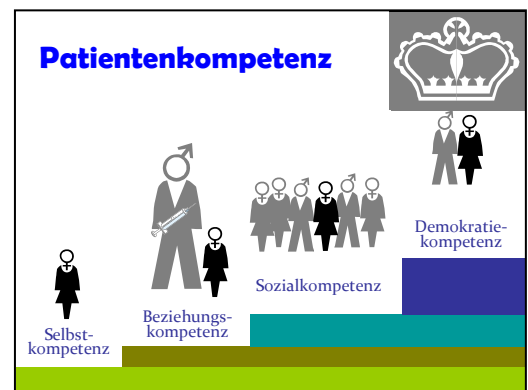 Patientenkompetenz
Demokratie-
kompetenz
Sozialkompetenz
Beziehungs-
kompetenz
Selbst-
kompetenz